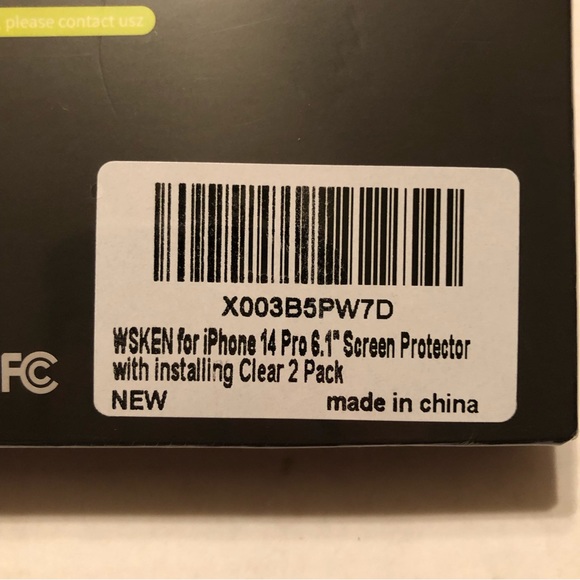 please contact usz
X003B5PW7D
WSKEN for iPhone 14 Pro 6.1" Screen Protector
with installing Clear 2 Pack
NEW made in china
FC